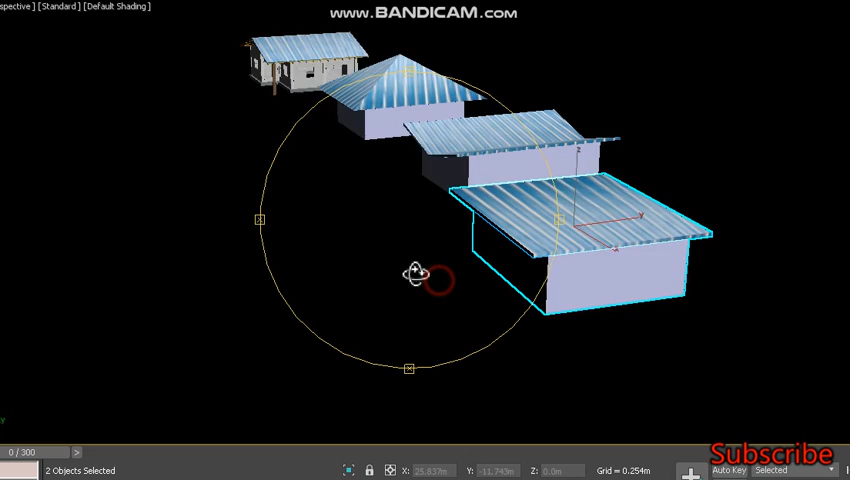 spective ] [Standard ] [Default Shading ]
www.BANDICAM.com
z
y
x
y
0 / 300 >
Subscribe
2 Objects Selected X: 25.837m Y: -11.743m Z: 0.0m Grid = 0.254m Auto Key Selected